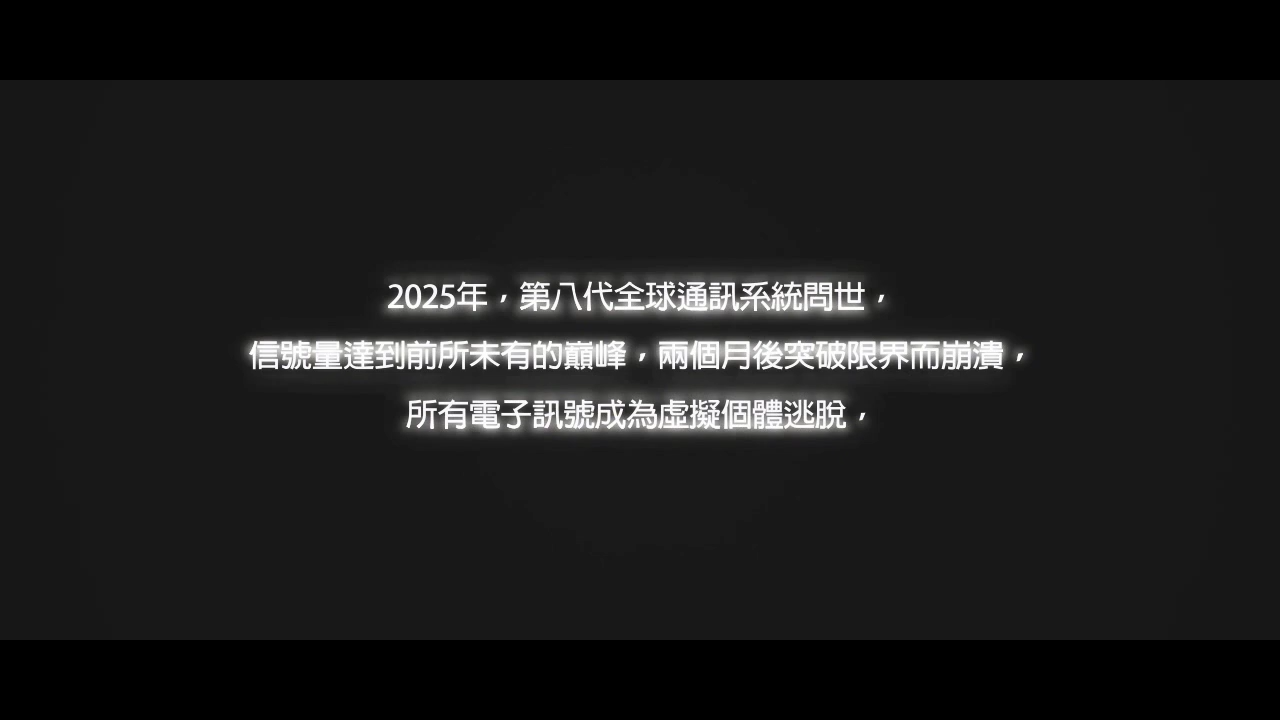 2025年，第八代全球通訊系統問世，
信號量達到前所未有的巔峰，兩個月後突破限界而崩潰，
所有電子訊號成為虛擬個體逃脫，